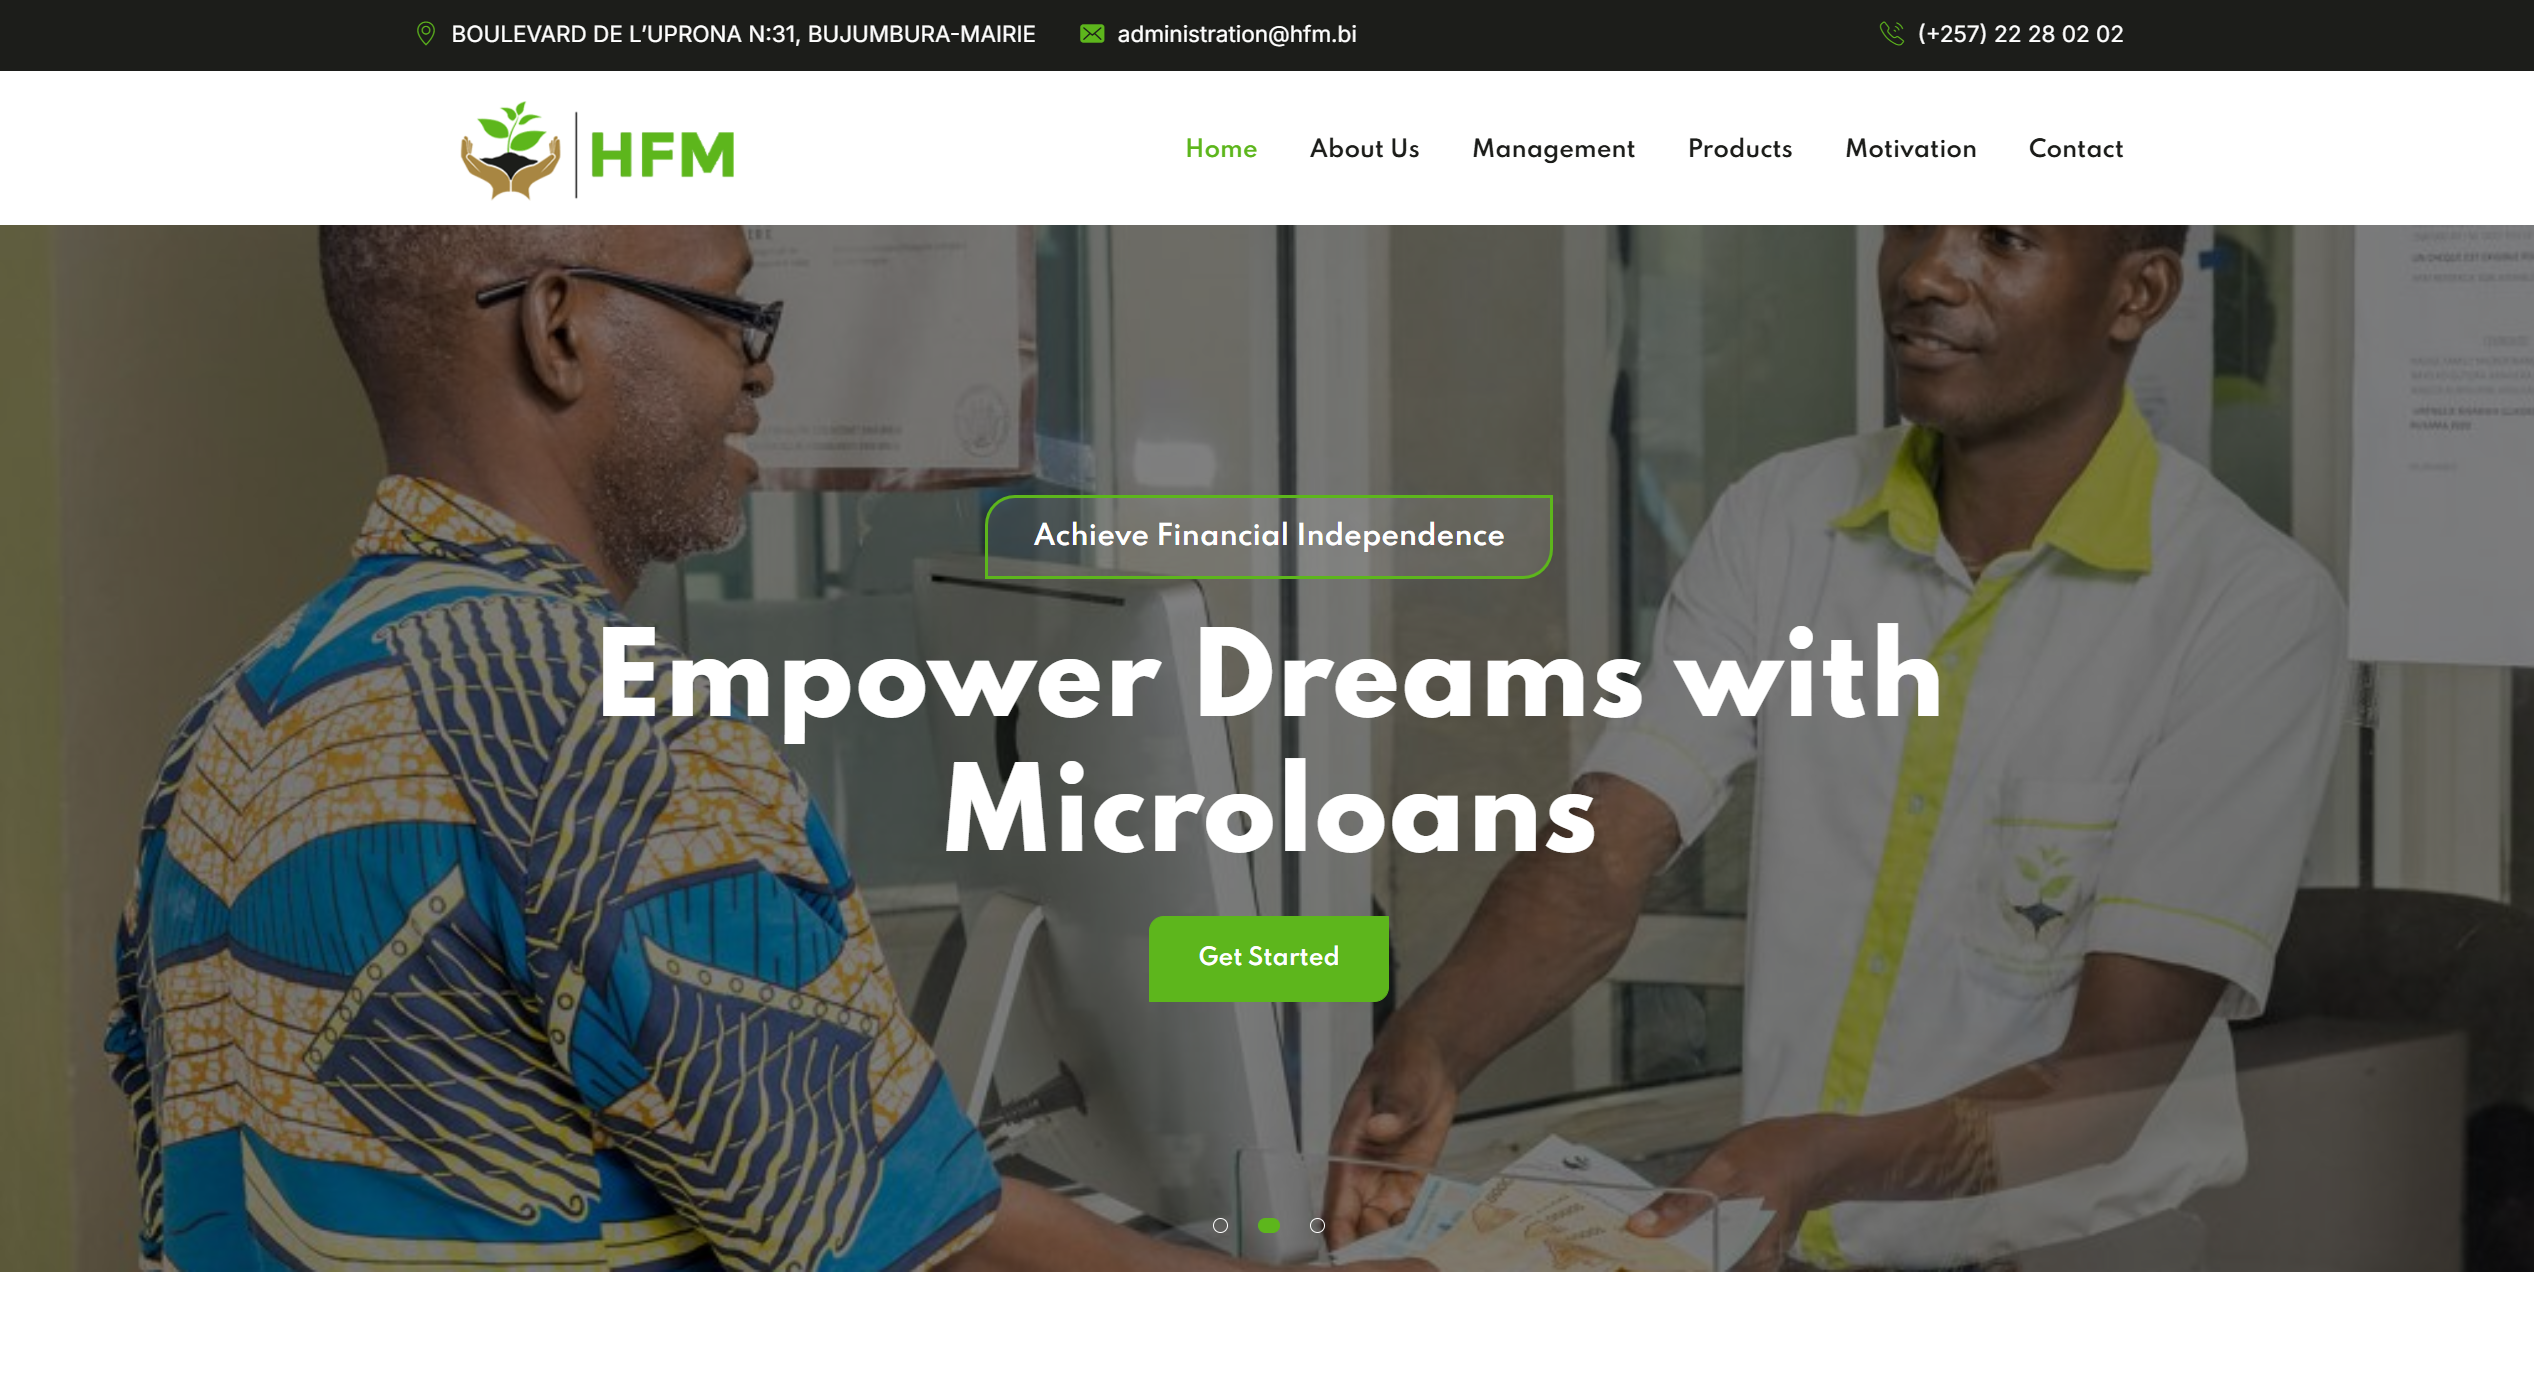 BOULEVARD DE L'UPRONA N:31, BUJUMBURA-MAIRIE
administration@hfm.bi
(+257) 22 28 02 02
HFM
Home
About Us
Management
Products
Motivation
Contact
Achieve Financial Independence
Empower Dreams with
Microloans
Get Started